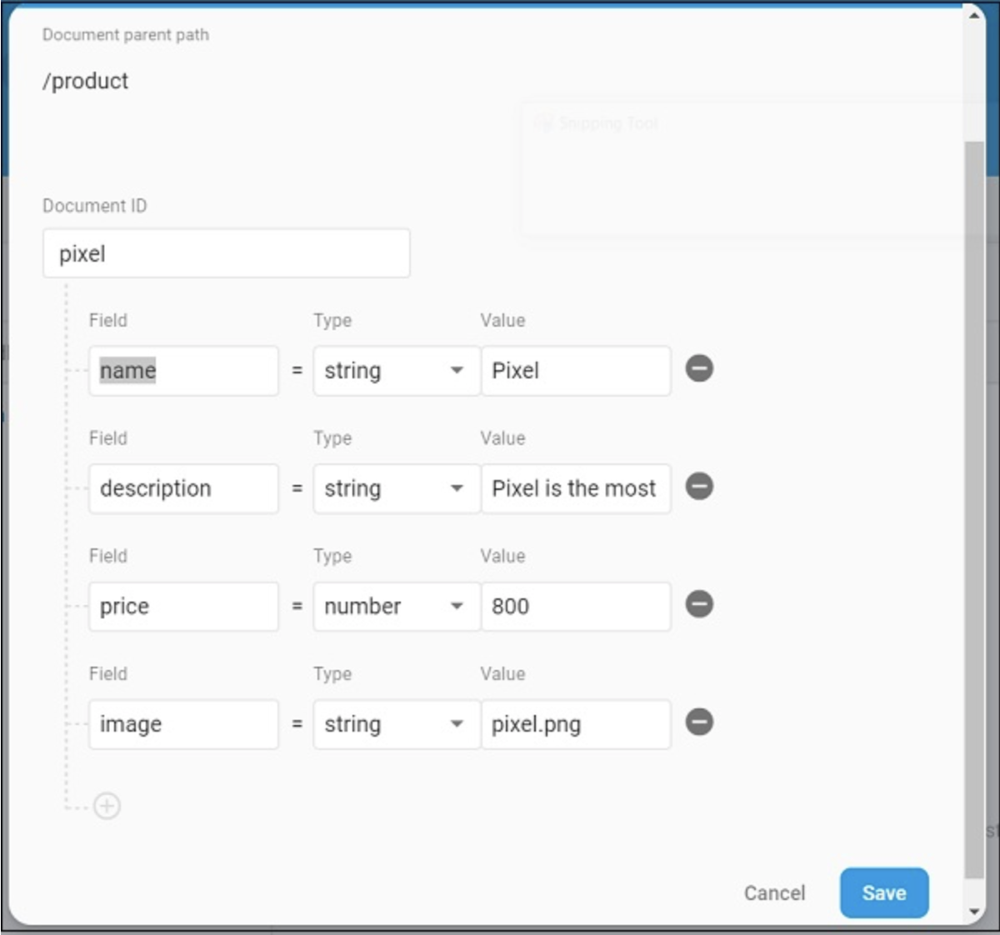 Document parent path
/product
Snipping Tool
Document ID
pixel
Field Type Value
name = string Pixel
Field Type Value
description = string Pixel is the most
Field Type Value
price = number 800
Field Type Value
image = string pixel.png
Cancel Save